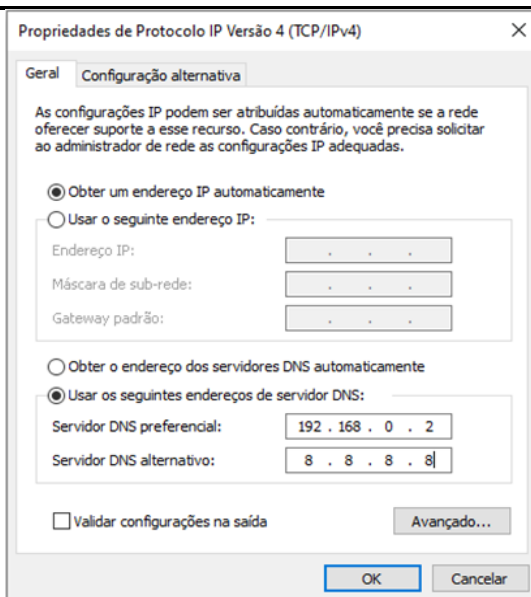 Propriedades de Protocolo IP Versão 4 (TCP/IPv4)
Geral
Configuração alternativa
As configurações IP podem ser atribuídas automaticamente se a rede
oferecer suporte a esse recurso. Caso contrário, você precisa solicitar
ao administrador de rede as configurações IP adequadas.
Obter um endereço IP automaticamente
Usar o seguinte endereço IP:
Endereço IP: . . .
Máscara de sub-rede: . . .
Gateway padrão: . . .
Obter o endereço dos servidores DNS automaticamente
Usar os seguintes endereços de servidor DNS:
Servidor DNS preferencial: 192 . 168 . 0 . 2
Servidor DNS alternativo: 8 . 8 . 8 . 8
Validar configurações na saída
Avançado...
OK
Cancelar